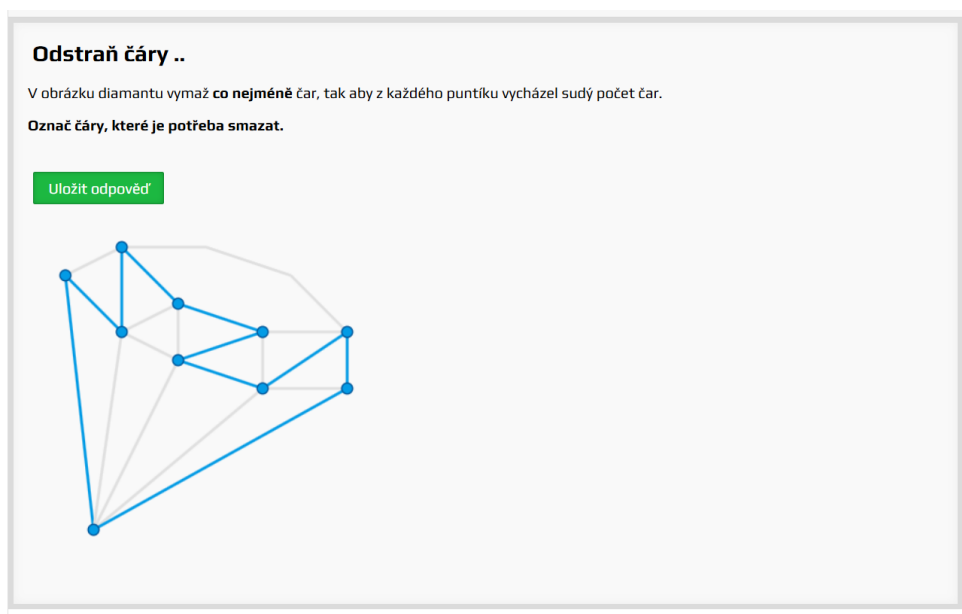 Odstraň čáry ..
V obrázku diamantu vymaž co nejméně čar, tak aby z každého puntíku vycházel sudý počet čar.
Označ čáry, které je potřeba smazat.
Uložit odpověď